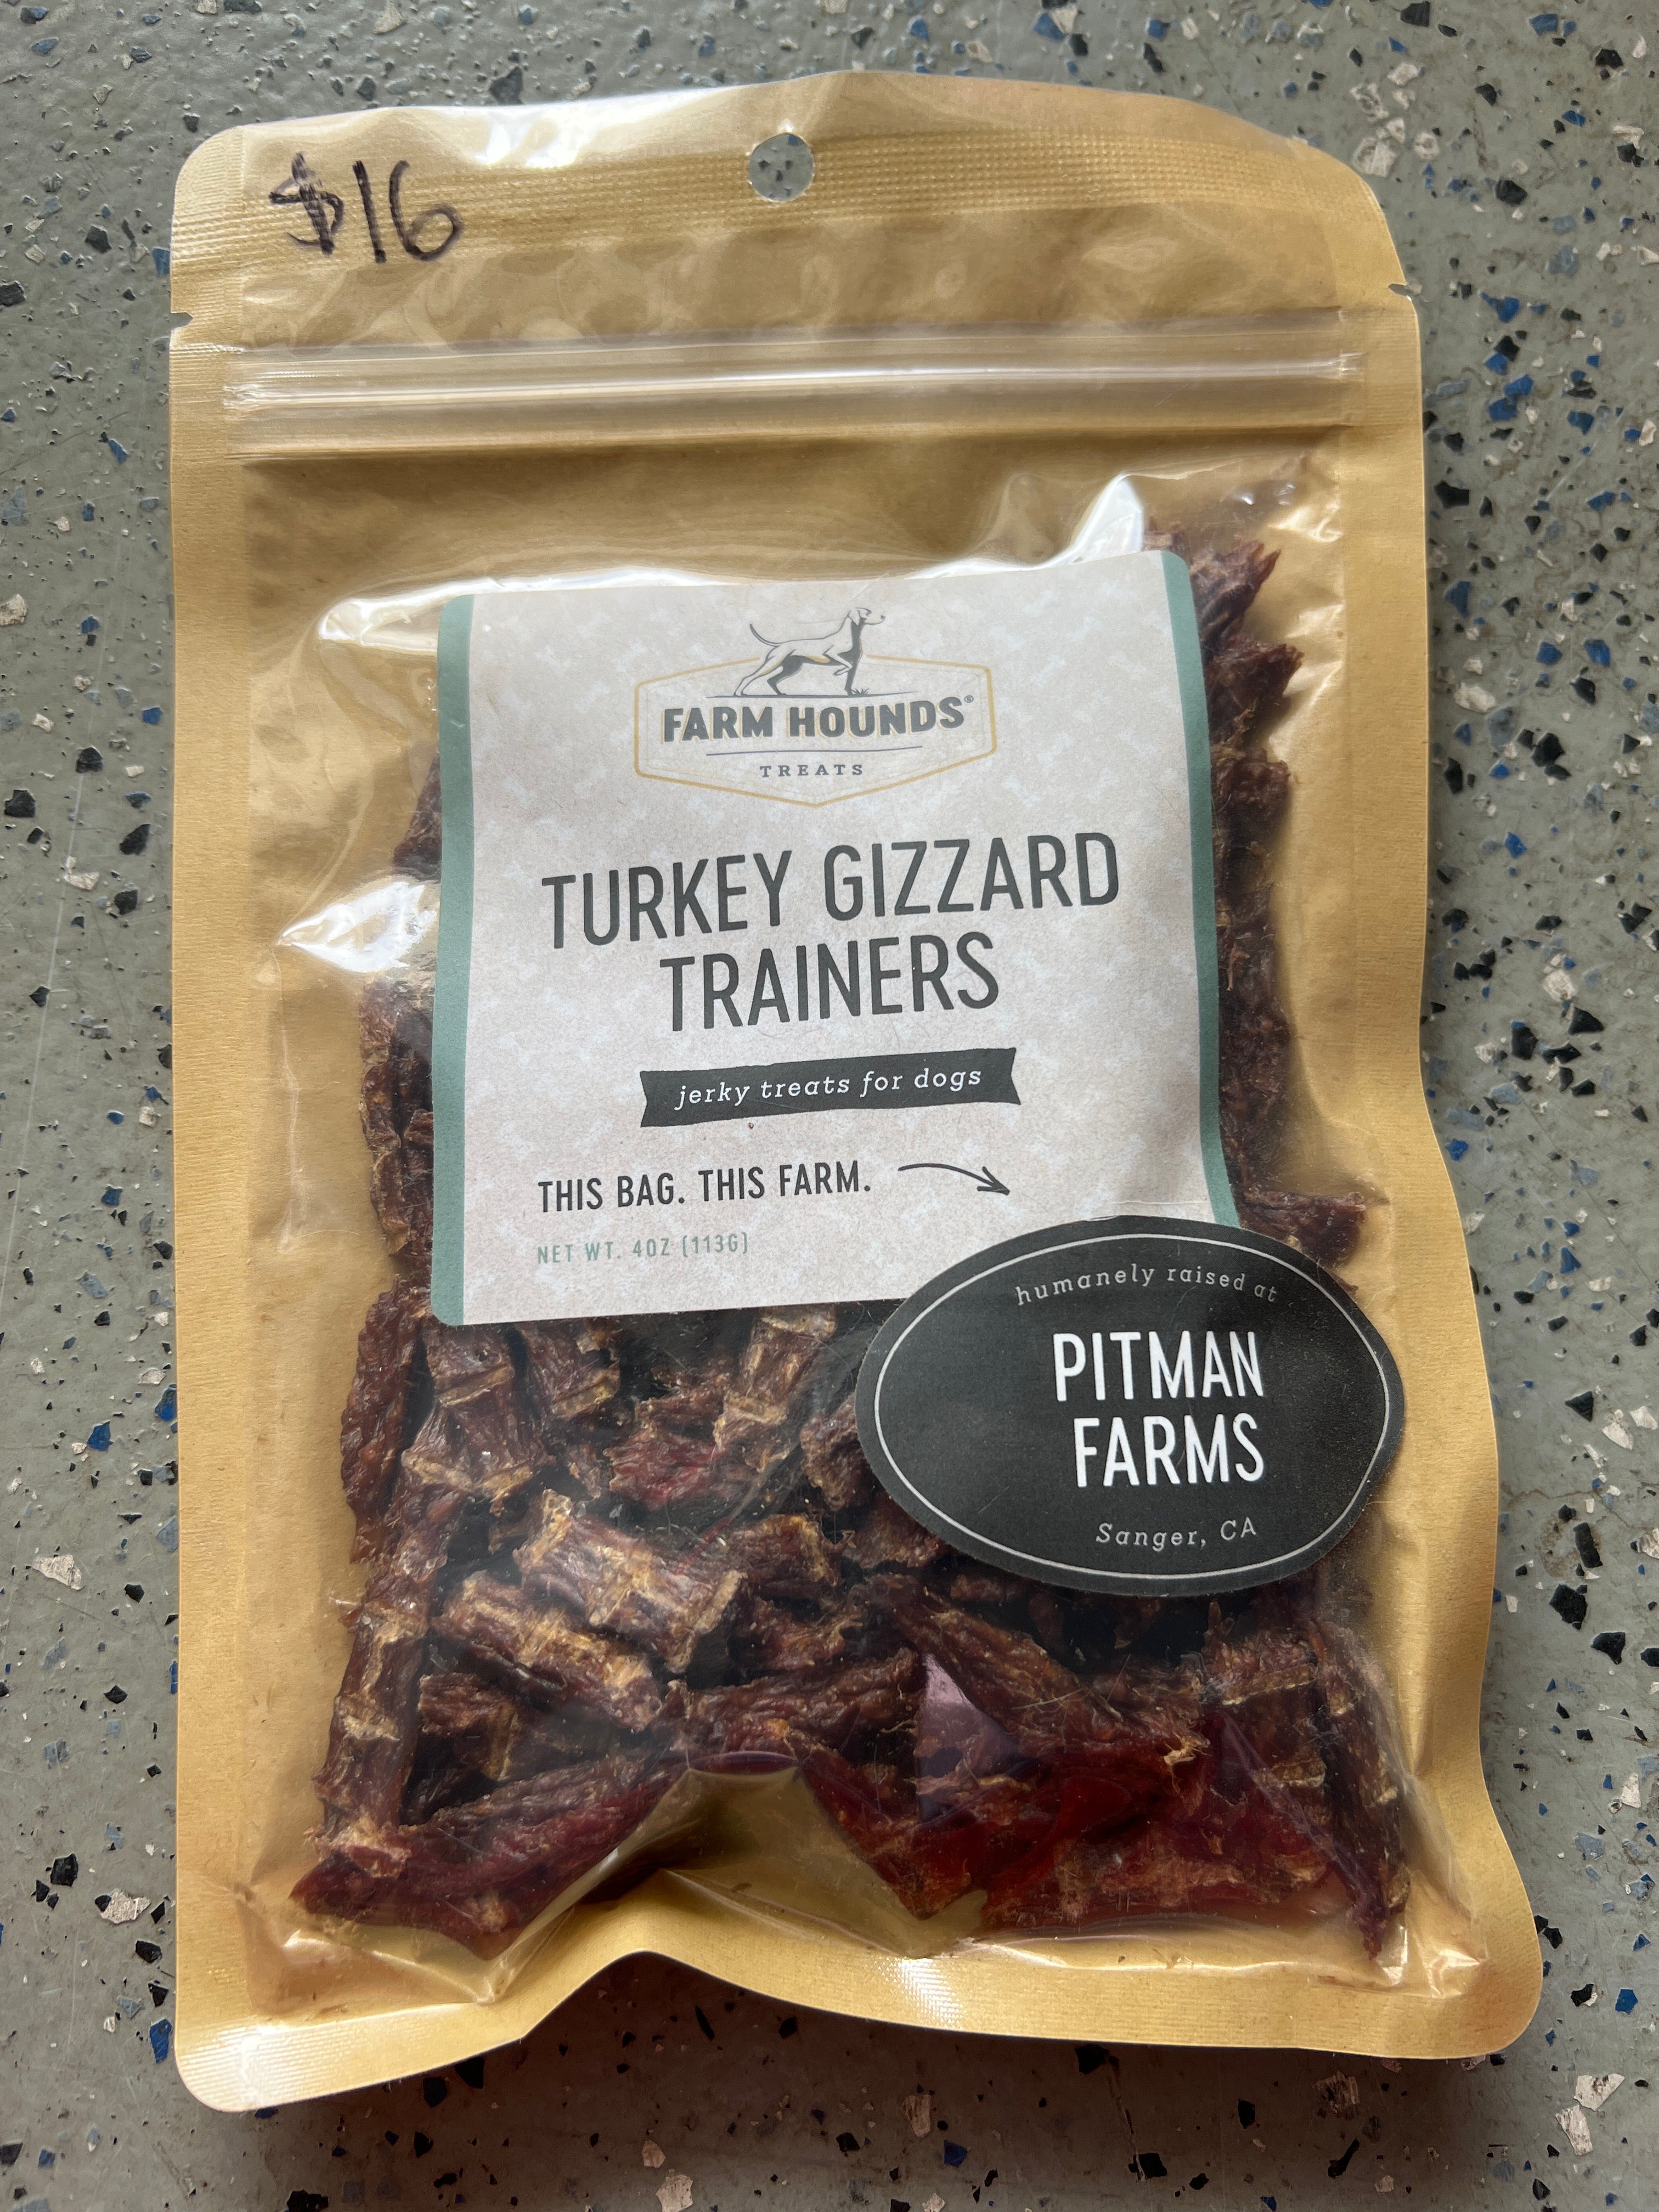 $16
FARM HOUNDS®
TREATS
TURKEY GIZZARD
TRAINERS
jerky treats for dogs
THIS BAG. THIS FARM.
NET WT. 4OZ (113G)
humanely raised at
PITMAN
FARMS
Sanger, CA